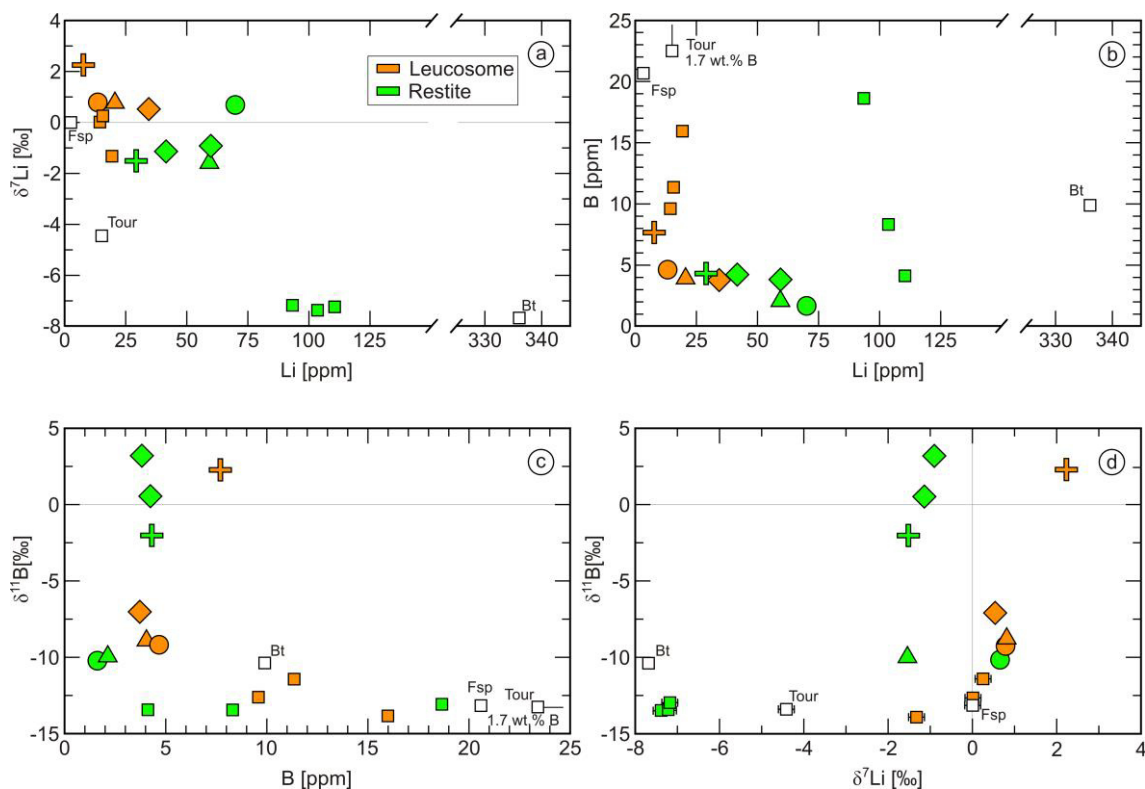 4
2
0
-2
-4
-6
-8
δ⁷Li [‰]
0
25
50
75
100
125
330
340
Li [ppm]
Leucosome
Restite
a
Fsp
Tour
Bt
25
20
15
10
5
0
B [ppm]
0
25
50
75
100
125
330
340
Li [ppm]
Tour
1.7 wt.% B
b
Fsp
Bt
5
0
-5
-10
-15
δ¹¹B[‰]
0
5
10
15
20
25
B [ppm]
c
Bt
Fsp
Tour
1.7 wt.% B
5
0
-5
-10
-15
δ¹¹B[‰]
-8
-6
-4
-2
0
2
4
δ⁷Li [‰]
d
Bt
Tour
Fsp